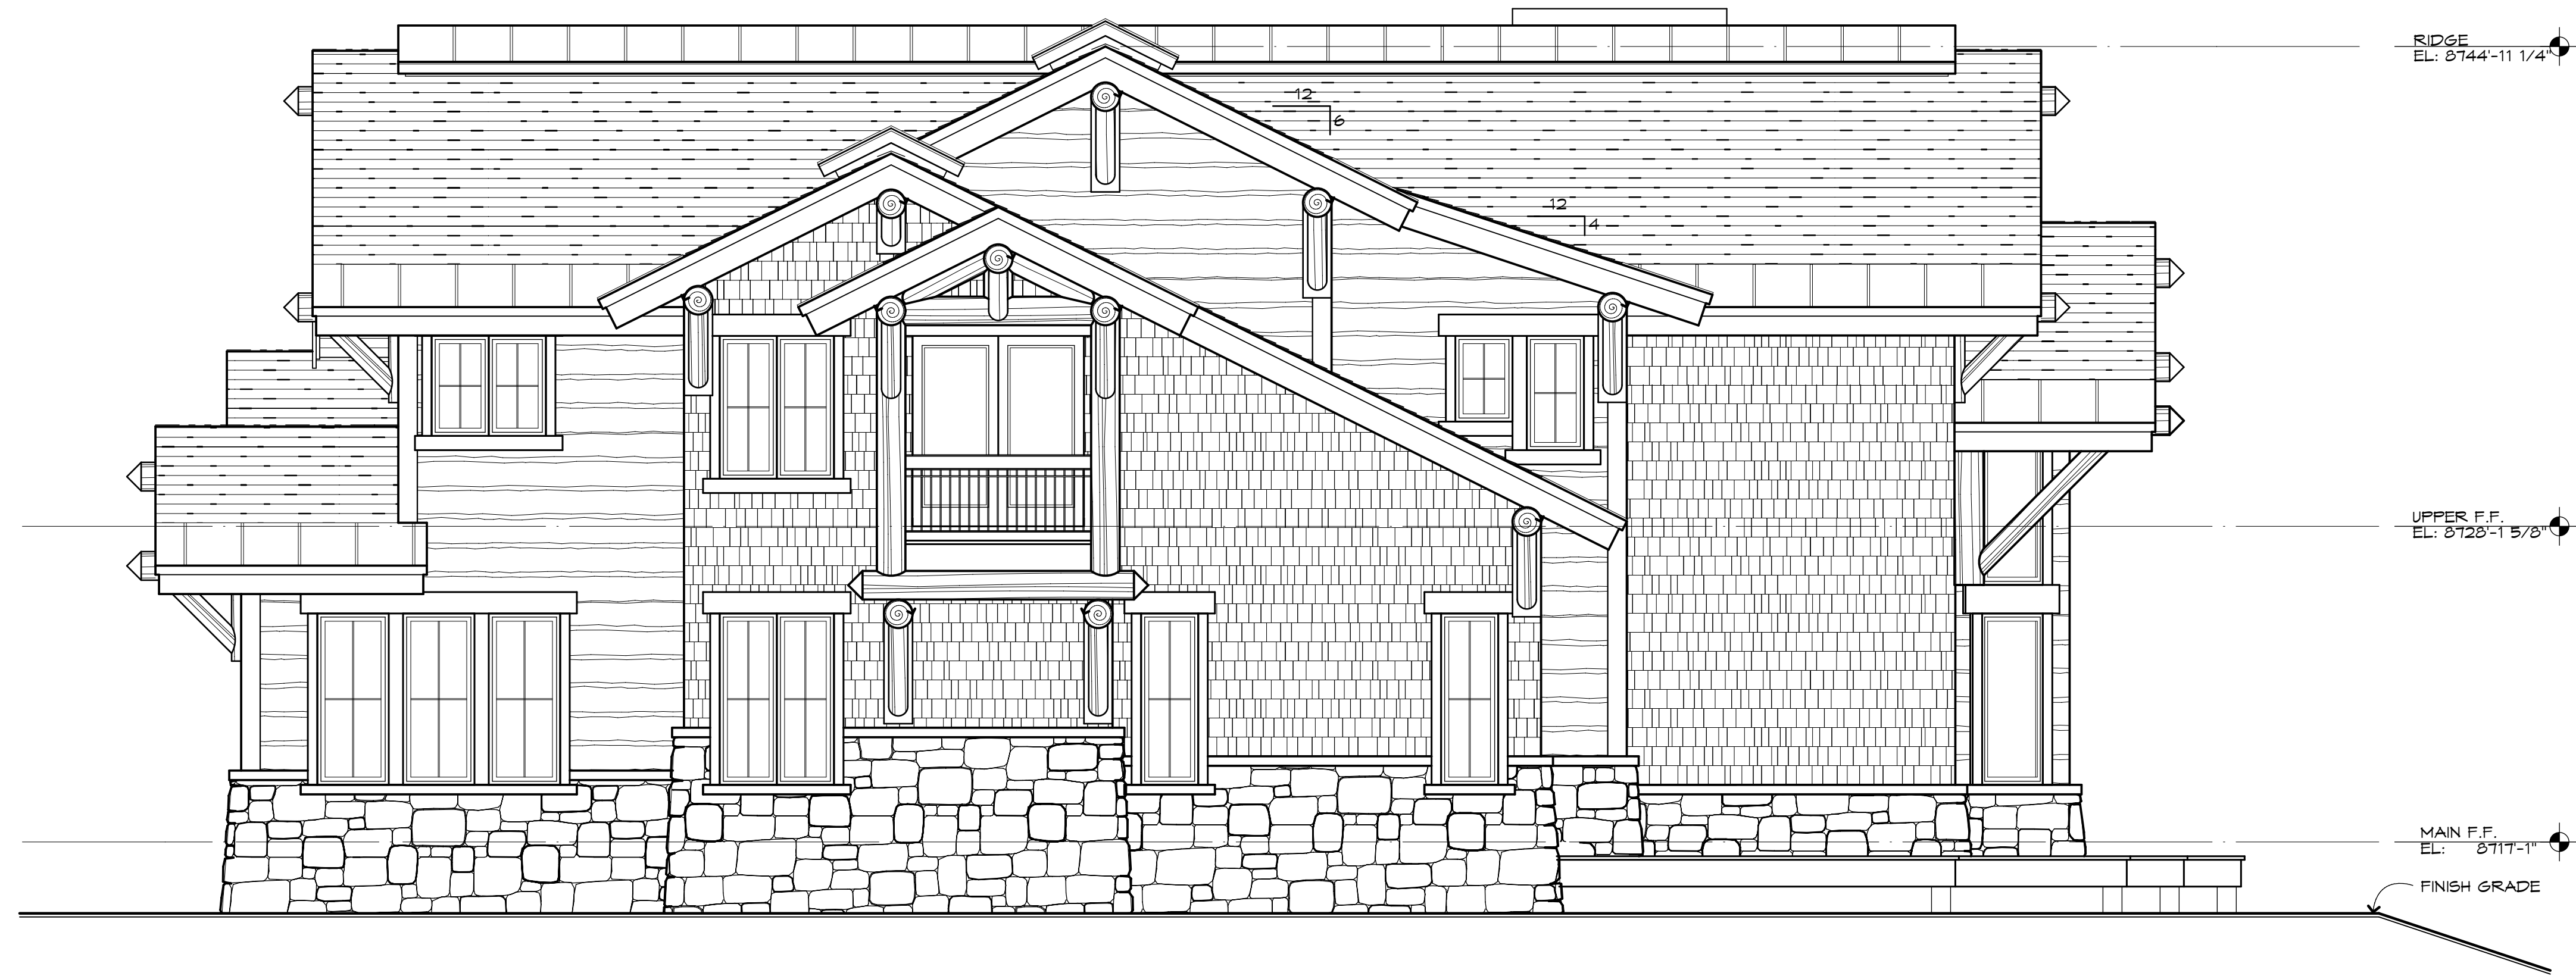 RIDGE
EL: 8744'-11 1/4"
12
6
12
4
UPPER F.F.
EL: 8728'-1 5/8"
MAIN F.F.
EL: 8717'-1"
FINISH GRADE